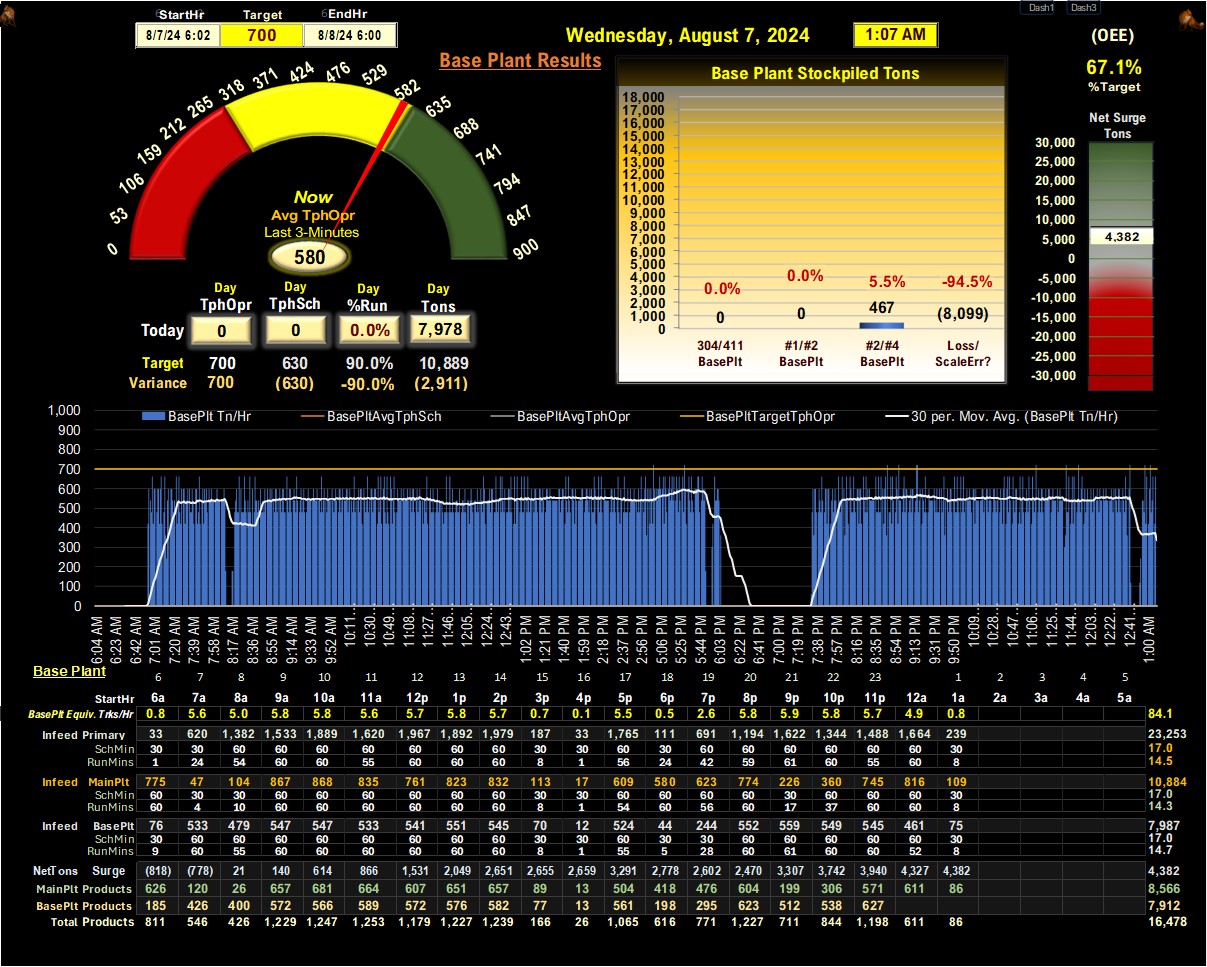 Dash1 Dash3
StartHr Target EndHr
8/7/24 6:02 700 8/8/24 6:00
Wednesday, August 7, 2024 1:07 AM
Base Plant Results
(OEE)
67.1%
%Target
0 53 106 159 212 265 318 371 424 476 529 582 635 688 741 794 847 900
Now
Avg TphOpr
Last 3-Minutes
580
Day Day Day Day
TphOpr TphSch %Run Tons
Today 0 0 0.0% 7,978
Target 700 630 90.0% 10,889
Variance 700 (630) -90.0% (2,911)
Base Plant Stockpiled Tons
18,000
17,000
16,000
15,000
14,000
13,000
12,000
11,000
10,000
9,000
8,000
7,000
6,000
5,000
4,000
3,000
2,000
1,000
0
0.0% 0.0% 5.5% -94.5%
0 0 467 (8,099)
304/411 #1/#2 #2/#4 Loss/
BasePlt BasePlt BasePlt ScaleErr?
Net Surge
Tons
30,000
25,000
20,000
15,000
10,000
5,000
0
-5,000
-10,000
-15,000
-20,000
-25,000
-30,000
4,382
BasePlt Tn/Hr BasePltAvgTphSch BasePltAvgTphOpr BasePltTargetTphOpr 30 per. Mov. Avg. (BasePlt Tn/Hr)
1,000
900
800
700
600
500
400
300
200
100
0
6:04 AM 6:23 AM 6:42 AM 7:01 AM 7:20 AM 7:39 AM 7:58 AM 8:17 AM 8:36 AM 8:55 AM 9:14 AM 9:33 AM 9:52 AM 10:11... 10:30... 10:49... 11:08... 11:27... 11:46... 12:05... 12:24... 12:43... 1:02 PM 1:21 PM 1:40 PM 1:59 PM 2:18 PM 2:37 PM 2:56 PM 5:06 PM 5:25 PM 5:44 PM 6:03 PM 6:22 PM 6:41 PM 7:00 PM 7:19 PM 7:38 PM 7:57 PM 8:16 PM 8:35 PM 8:54 PM 9:13 PM 9:31 PM 9:50 PM 10:09... 10:28... 10:47... 11:06... 11:25... 11:44... 12:03... 12:22... 12:41... 1:00 AM
Base Plant
6 7 8 9 10 11 12 13 14 15 16 17 18 19 20 21 22 23 1 2 3 4 5
StartHr 6a 7a 8a 9a 10a 11a 12p 1p 2p 3p 4p 5p 6p 7p 8p 9p 10p 11p 12a 1a 2a 3a 4a 5a
BasePlt Equiv. Trks/Hr 0.8 5.6 5.0 5.8 5.8 5.6 5.7 5.8 5.7 0.7 0.1 5.5 0.5 2.6 5.8 5.9 5.8 5.7 4.9 0.8 84.1
Infeed Primary 33 620 1,382 1,533 1,889 1,620 1,967 1,892 1,979 187 33 1,765 111 691 1,194 1,622 1,344 1,488 1,664 239 23,253
SchMin 30 30 60 60 60 60 60 60 60 30 30 60 30 60 60 60 60 60 60 30 17.0
RunMins 1 24 54 60 60 55 60 60 60 8 1 56 24 42 59 61 60 55 60 8 14.5
Infeed MainPlt 775 47 104 867 868 835 761 823 832 113 17 609 580 623 774 226 360 745 816 109 10,884
SchMin 60 30 30 60 60 60 60 60 60 30 30 60 60 60 60 30 60 60 60 30 17.0
RunMins 60 4 10 60 60 60 60 60 60 8 1 54 60 56 60 17 37 60 60 8 14.3
Infeed BasePlt 76 533 479 547 547 533 541 551 545 70 12 524 44 244 552 559 549 545 461 75 7,987
SchMin 30 60 60 60 60 60 60 60 60 30 30 60 30 30 60 60 60 60 60 30 17.0
RunMins 9 60 55 60 60 60 60 60 60 8 1 55 5 28 60 61 60 60 52 8 14.7
NetTons Surge (818) (778) 21 140 614 866 1,531 2,049 2,651 2,655 2,659 3,291 2,778 2,602 2,470 3,307 3,742 3,940 4,327 4,382 4,382
MainPlt Products 626 120 26 657 681 664 607 651 657 89 13 504 418 476 604 199 306 571 611 86 8,566
BasePlt Products 185 426 400 572 566 589 572 576 582 77 13 561 198 295 623 512 538 627 7,912
Total Products 811 546 426 1,229 1,247 1,253 1,179 1,227 1,239 166 26 1,065 616 771 1,227 711 844 1,198 611 86 16,478